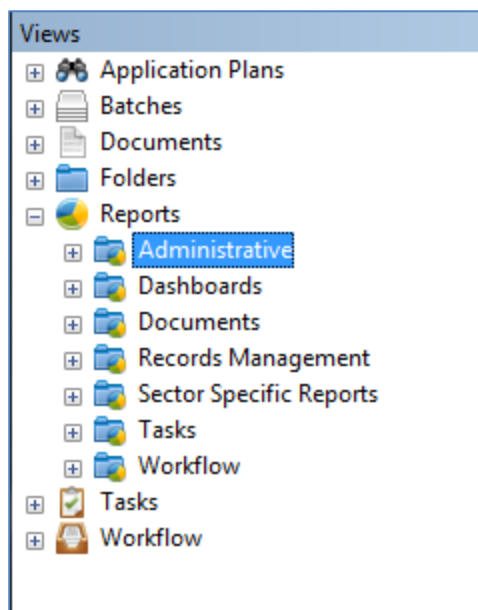 Views
Application Plans
Batches
Documents
Folders
Reports
Administrative
Dashboards
Documents
Records Management
Sector Specific Reports
Tasks
Workflow
Tasks
Workflow